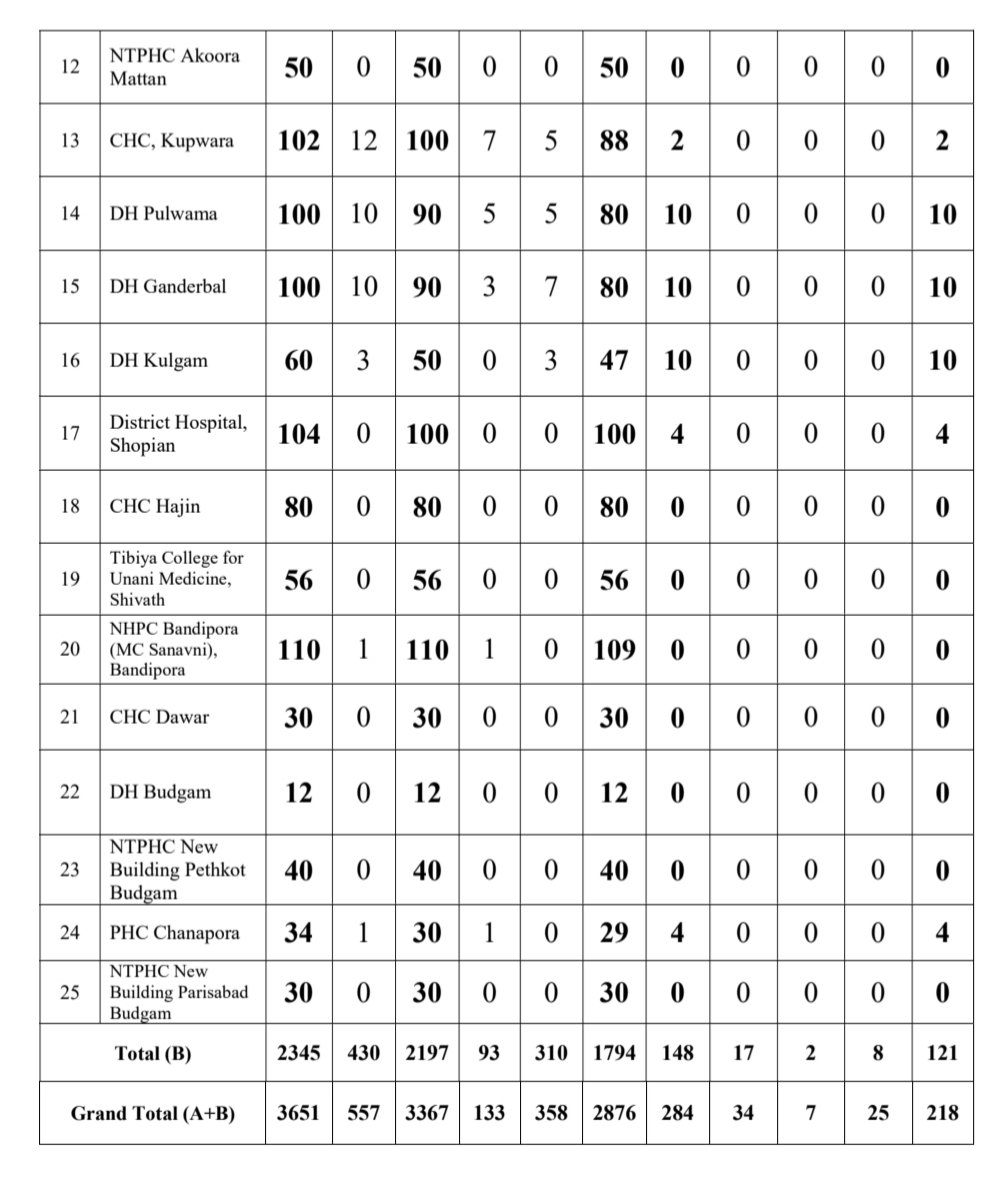 12 NTPHC Akoora Mattan 50 0 50 0 0 50 0 0 0 0 0
13 CHC, Kupwara 102 12 100 7 5 88 2 0 0 0 2
14 DH Pulwama 100 10 90 5 5 80 10 0 0 0 10
15 DH Ganderbal 100 10 90 3 7 80 10 0 0 0 10
16 DH Kulgam 60 3 50 0 3 47 10 0 0 0 10
17 District Hospital, Shopian 104 0 100 0 0 100 4 0 0 0 4
18 CHC Hajin 80 0 80 0 0 80 0 0 0 0 0
19 Tibiya College for Unani Medicine, Shivath 56 0 56 0 0 56 0 0 0 0 0
20 NHPC Bandipora (MC Sanavni), Bandipora 110 1 110 1 0 109 0 0 0 0 0
21 CHC Dawar 30 0 30 0 0 30 0 0 0 0 0
22 DH Budgam 12 0 12 0 0 12 0 0 0 0 0
23 NTPHC New Building Pethkot Budgam 40 0 40 0 0 40 0 0 0 0 0
24 PHC Chanapora 34 1 30 1 0 29 4 0 0 0 4
25 NTPHC New Building Parisabad Budgam 30 0 30 0 0 30 0 0 0 0 0
Total (B) 2345 430 2197 93 310 1794 148 17 2 8 121
Grand Total (A+B) 3651 557 3367 133 358 2876 284 34 7 25 218